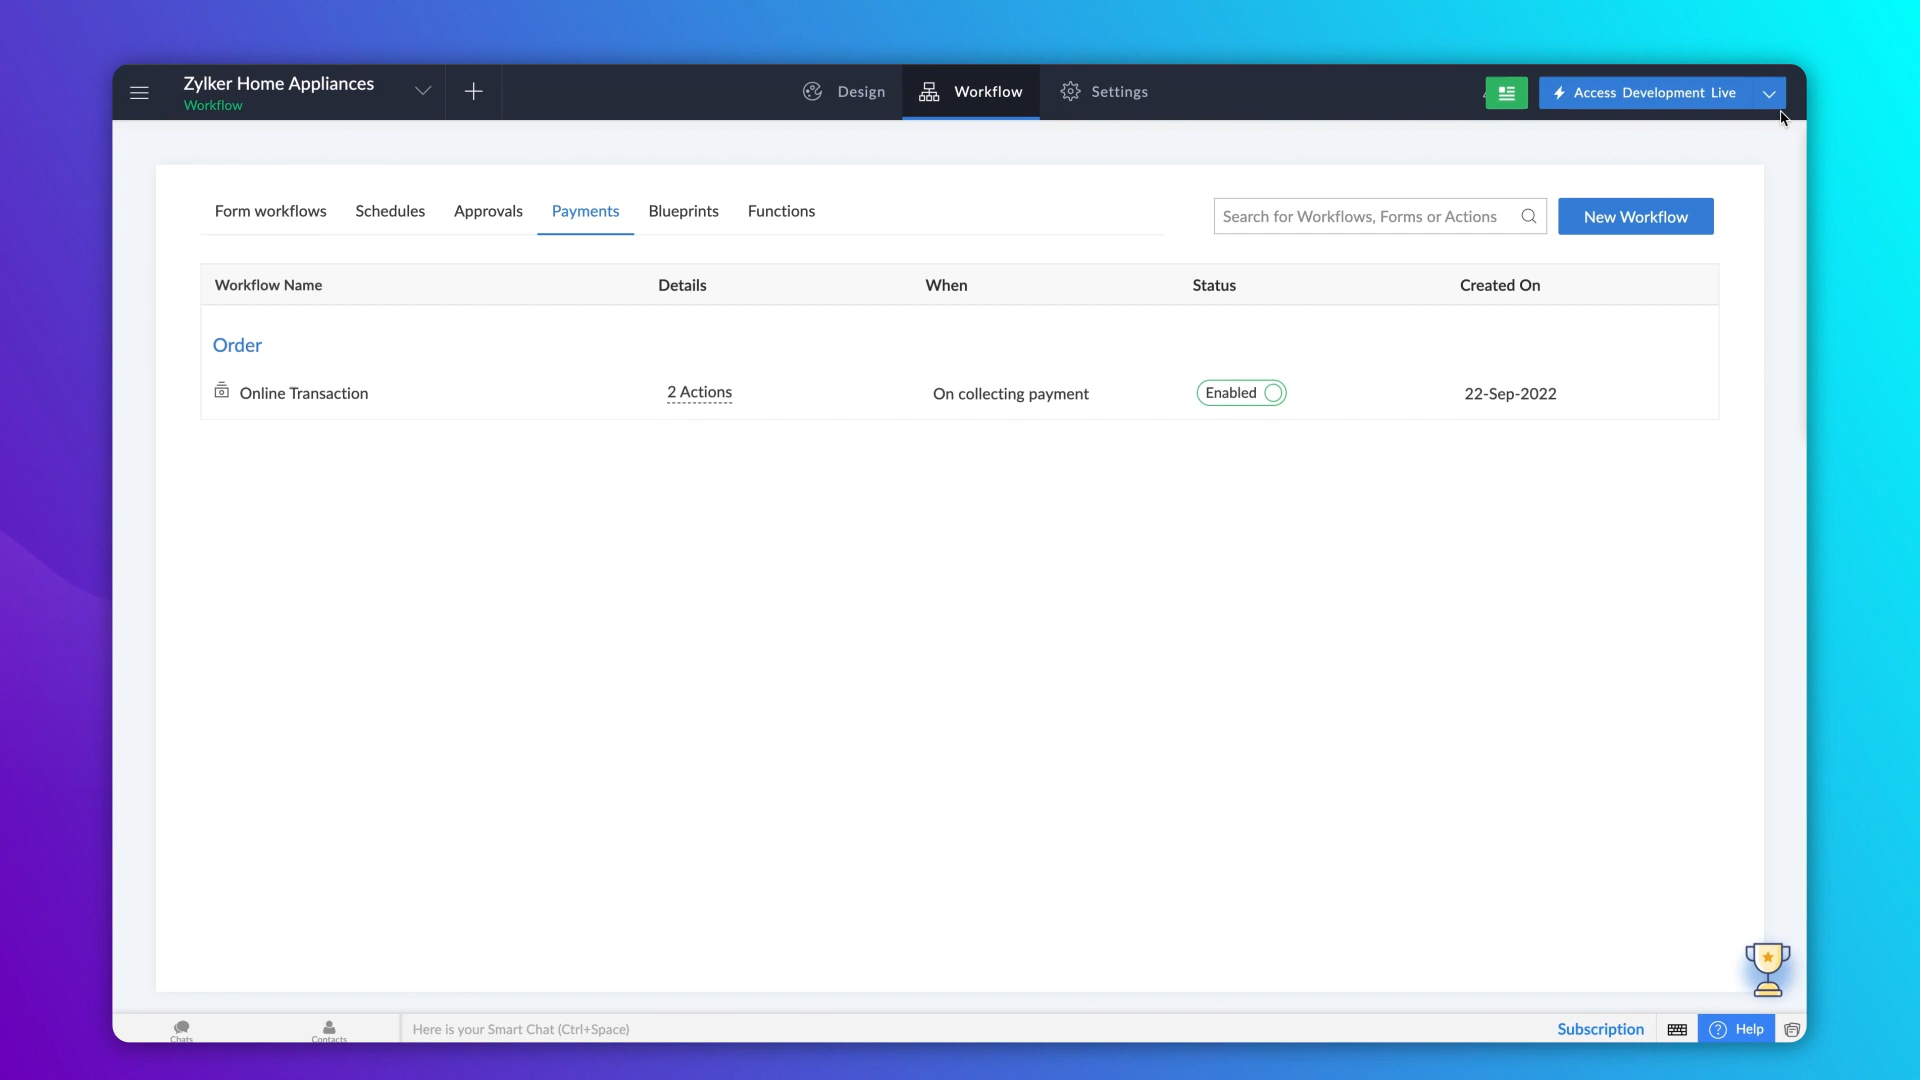 Zylker Home Appliances
Workflow
Design
Workflow
Settings
Access Development Live
Form workflows
Schedules
Approvals
Payments
Blueprints
Functions
Search for Workflows, Forms or Actions
New Workflow
Workflow Name
Details
When
Status
Created On
Order
Online Transaction
2 Actions
On collecting payment
Enabled
22-Sep-2022
Chats
Contacts
Here is your Smart Chat (Ctrl+Space)
Subscription
Help